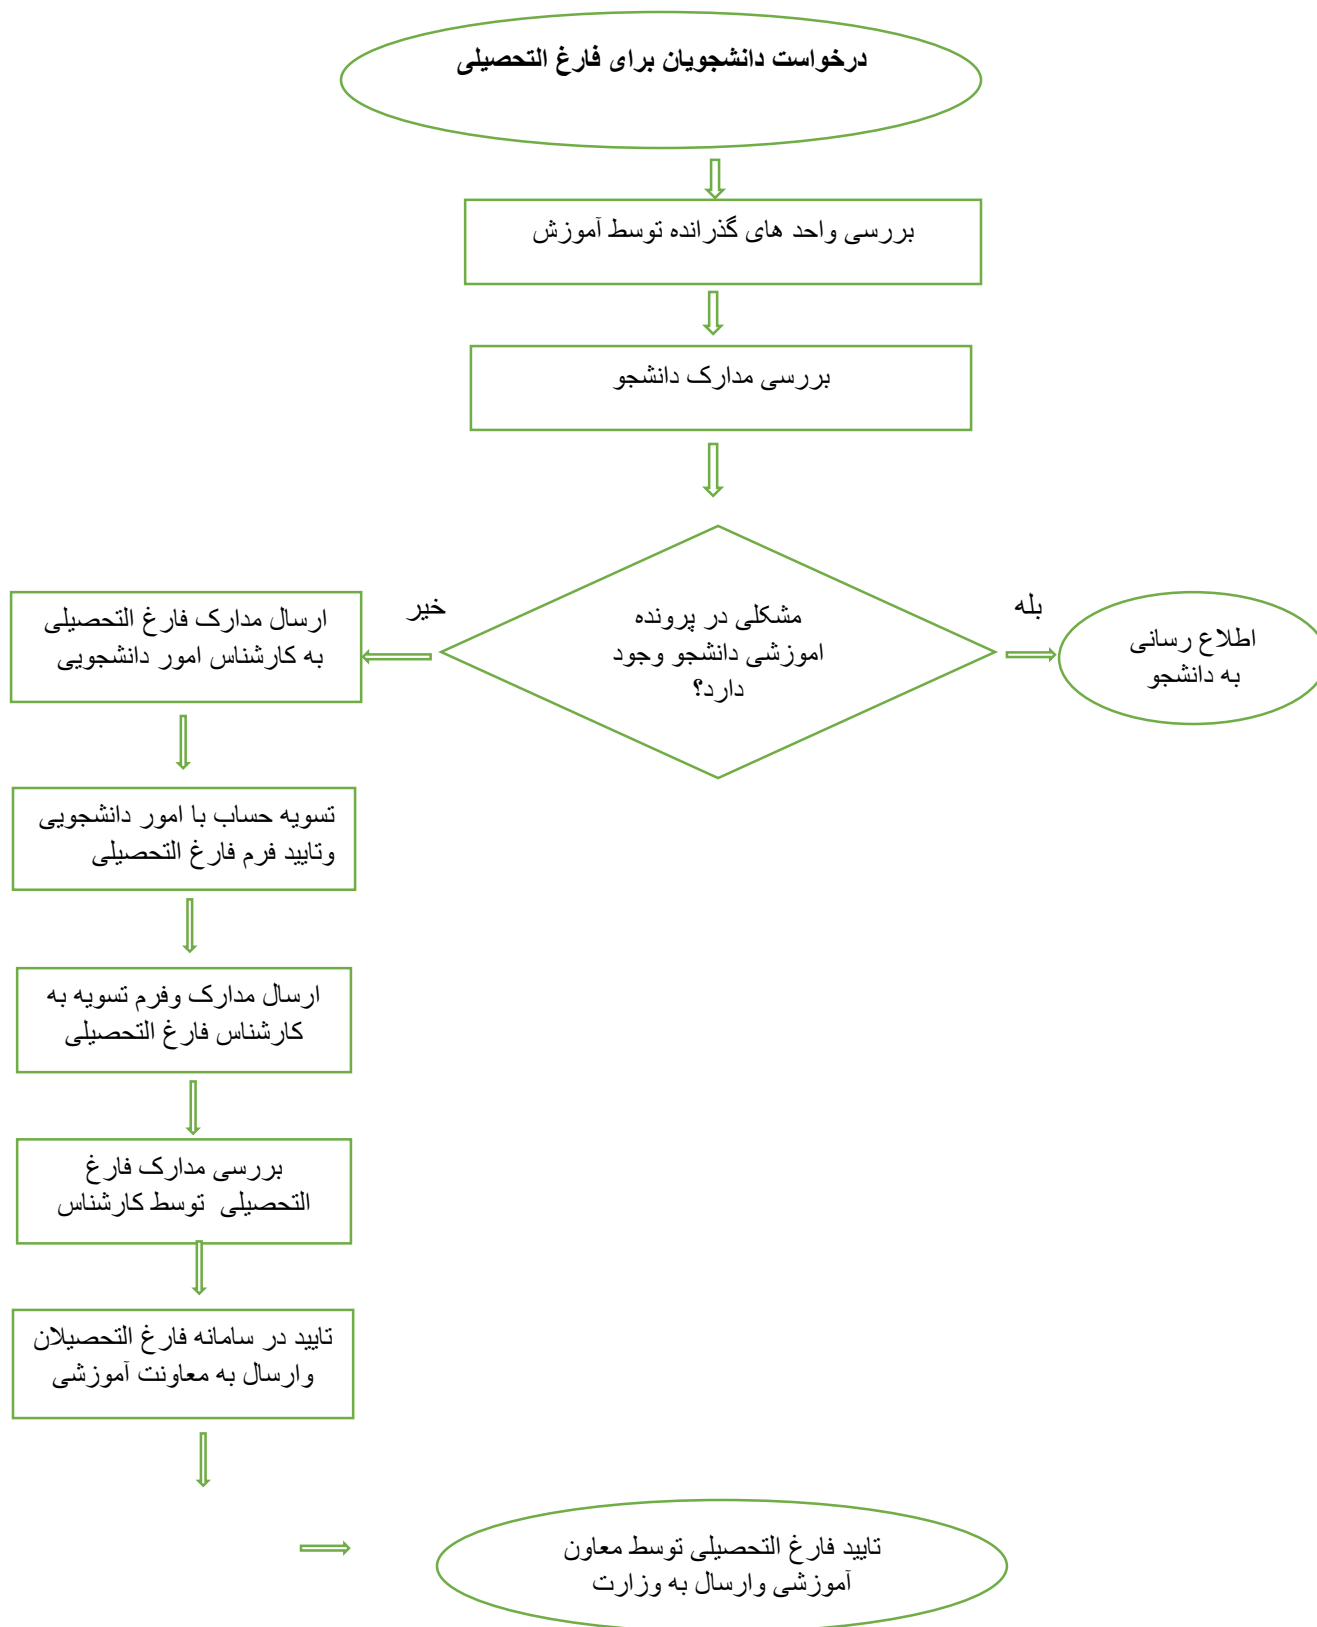 درخواست دانشجویان برای فارغ التحصیلی
بررسی واحد های گذرانده توسط آموزش
بررسی مدارک دانشجو
مشکلی در پرونده
اموزشی دانشجو وجود
دارد؟
بله
اطلاع رسانی
به دانشجو
خیر
ارسال مدارک فارغ التحصیلی
به کارشناس امور دانشجویی
تسویه حساب با امور دانشجویی
وتایید فرم فارغ التحصیلی
ارسال مدارک وفرم تسویه به
کارشناس فارغ التحصیلی
بررسی مدارک فارغ
التحصیلی توسط کارشناس
تایید در سامانه فارغ التحصیلان
وارسال به معاونت آموزشی
تایید فارغ التحصیلی توسط معاون
آموزشی وارسال به وزارت